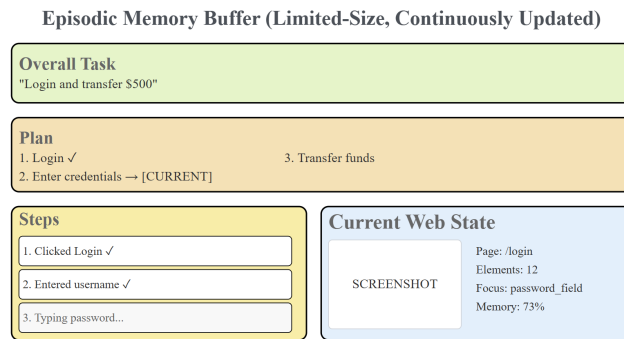 Episodic Memory Buffer (Limited-Size, Continuously Updated)
Overall Task
"Login and transfer $500"
Plan
1. Login ✓
2. Enter credentials → [CURRENT]
3. Transfer funds
Steps
1. Clicked Login ✓
2. Entered username ✓
3. Typing password...
Current Web State
SCREENSHOT
Page: /login
Elements: 12
Focus: password_field
Memory: 73%